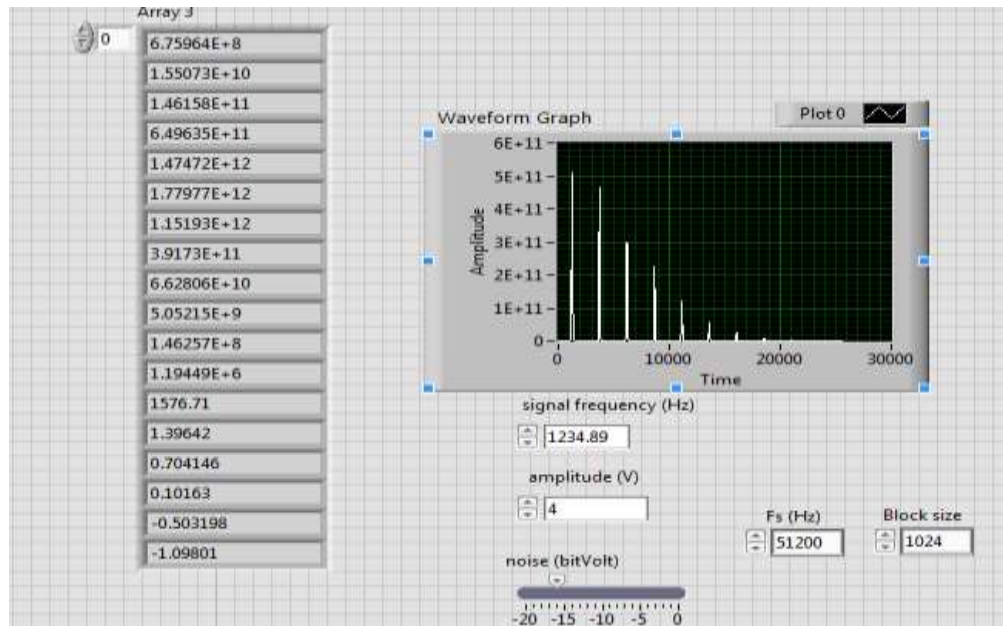 Array 3
0
6.75964E+8
1.55073E+10
1.46158E+11
6.49635E+11
1.47472E+12
1.77977E+12
1.15193E+12
3.9173E+11
6.62806E+10
5.05215E+9
1.46257E+8
1.19449E+6
1576.71
1.39642
0.704146
0.10163
-0.503198
-1.09801
Waveform Graph
Plot 0
Amplitude
6E+11
5E+11
4E+11
3E+11
2E+11
1E+11
0
0 10000 20000 30000
Time
signal frequency (Hz)
1234.89
amplitude (V)
4
Fs (Hz)
51200
Block size
1024
noise (bitVolt)
-20 -15 -10 -5 0